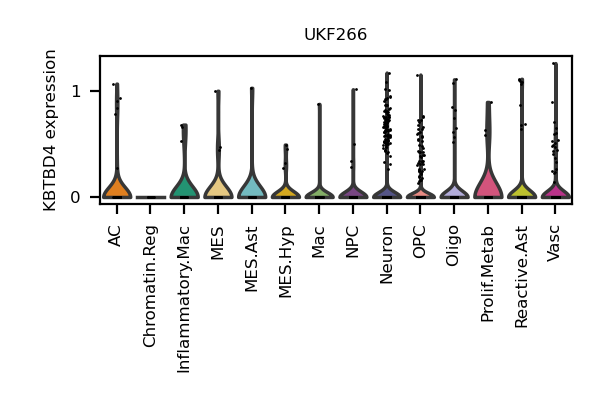 UKF266
KBTBD4 expression
1
0
AC
Chromatin.Reg
Inflammatory.Mac
MES
MES.Ast
MES.Hyp
Mac
NPC
Neuron
OPC
Oligo
Prolif.Metab
Reactive.Ast
Vasc